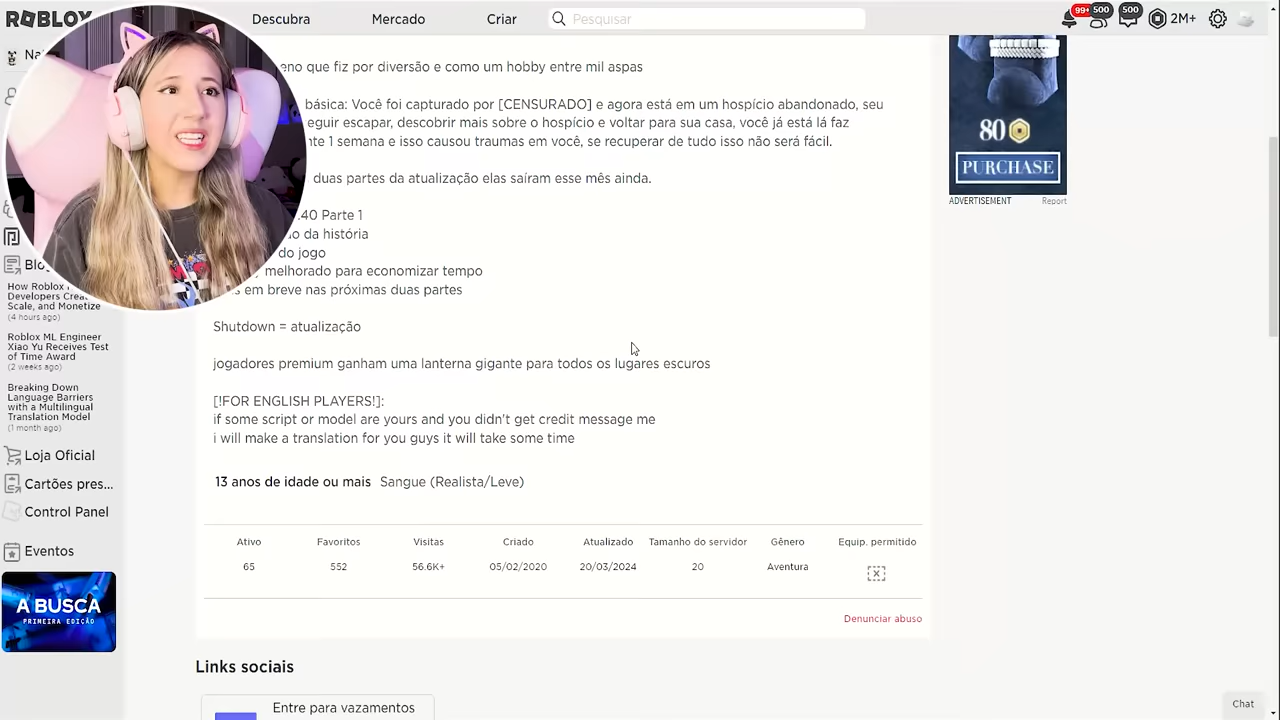 ROBLOX Descubra Mercado Criar Pesquisar 99+ 500 500 2M+
que fiz por diversão e como um hobby entre mil aspas
básica: Você foi capturado por [CENSURADO] e agora está em um hospício abandonado, seu
escapar, descobrir mais sobre o hospício e voltar para sua casa, você já está lá faz
1 semana e isso causou traumas em você, se recuperar de tudo isso não será fácil.
duas partes da atualização elas saíram esse mês ainda.
.40 Parte 1
da história
do jogo
melhorado para economizar tempo
em breve nas próximas duas partes
Shutdown = atualização
jogadores premium ganham uma lanterna gigante para todos os lugares escuros
[!FOR ENGLISH PLAYERS!]:
if some script or model are yours and you didn't get credit message me
i will make a translation for you guys it will take some time
13 anos de idade ou mais Sangue (Realista/Leve)
Ativo Favoritos Visitas Criado Atualizado Tamanho do servidor Gênero Equip. permitido
65 552 56.6K+ 05/02/2020 20/03/2024 20 Aventura
Denunciar abuso
Links sociais
Entre para vazamentos
How Roblox
Developers
Scale, and Monetize
(4 hours ago)
Roblox ML Engineer
Xiao Yu Receives Test
of Time Award
(2 weeks ago)
Breaking Down
Language Barriers
with a Multilingual
Translation Model
(1 month ago)
Loja Oficial
Cartões pres...
Control Panel
Eventos
A BUSCA
PRIMEIRA EDIÇÃO
80
PURCHASE
ADVERTISEMENT Report
Chat